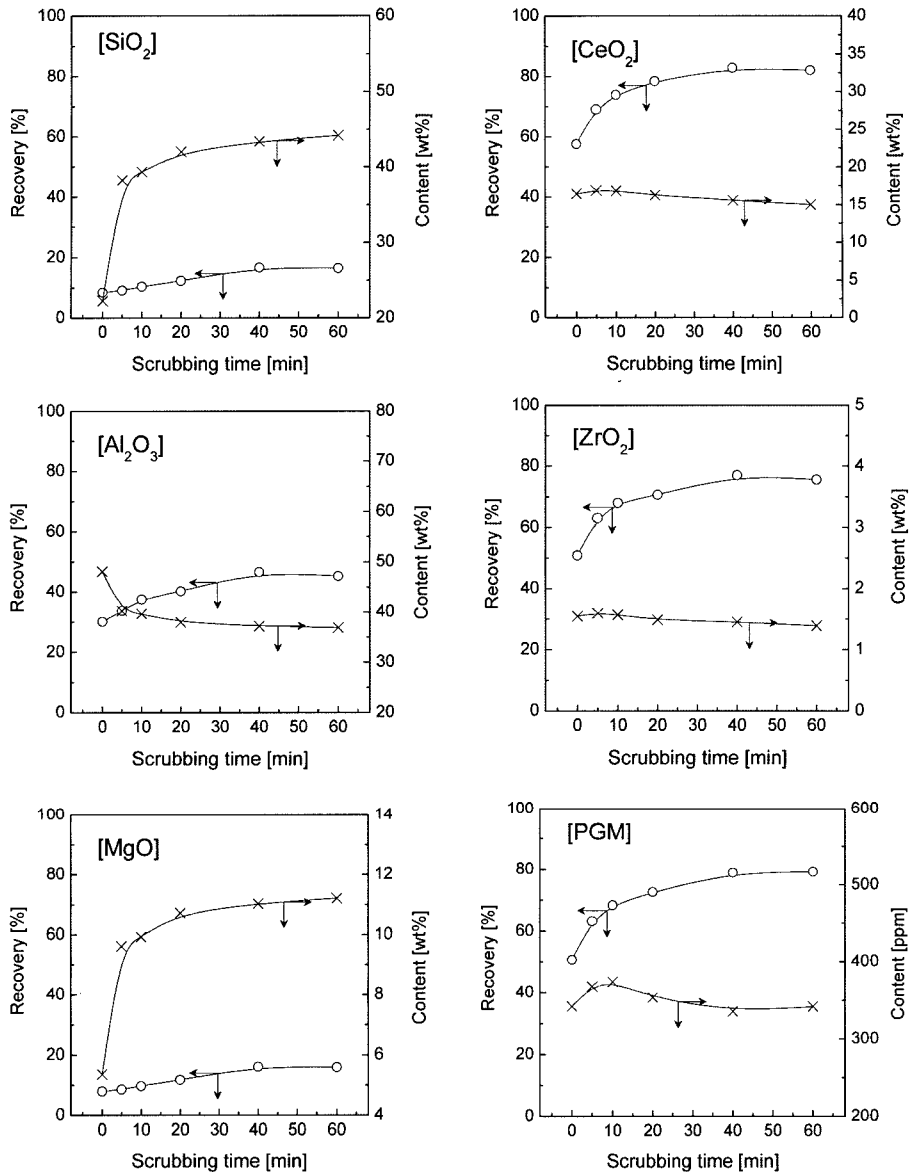 [SiO2]
Recovery [%]
100
80
60
40
20
0
Content [wt%]
60
50
40
30
20
0 10 20 30 40 50 60
Scrubbing time [min]
[CeO2]
Recovery [%]
100
80
60
40
20
0
Content [wt%]
40
35
30
25
20
15
10
5
0
0 10 20 30 40 50 60
Scrubbing time [min]
[Al2O3]
Recovery [%]
100
80
60
40
20
0
Content [wt%]
80
70
60
50
40
30
20
0 10 20 30 40 50 60
Scrubbing time [min]
[ZrO2]
Recovery [%]
100
80
60
40
20
0
Content [wt%]
5
4
3
2
1
0
0 10 20 30 40 50 60
Scrubbing time [min]
[MgO]
Recovery [%]
100
80
60
40
20
0
Content [wt%]
14
12
10
8
6
4
0 10 20 30 40 50 60
Scrubbing time [min]
[PGM]
Recovery [%]
100
80
60
40
20
0
Content [ppm]
600
500
400
300
200
0 10 20 30 40 50 60
Scrubbing time [min]